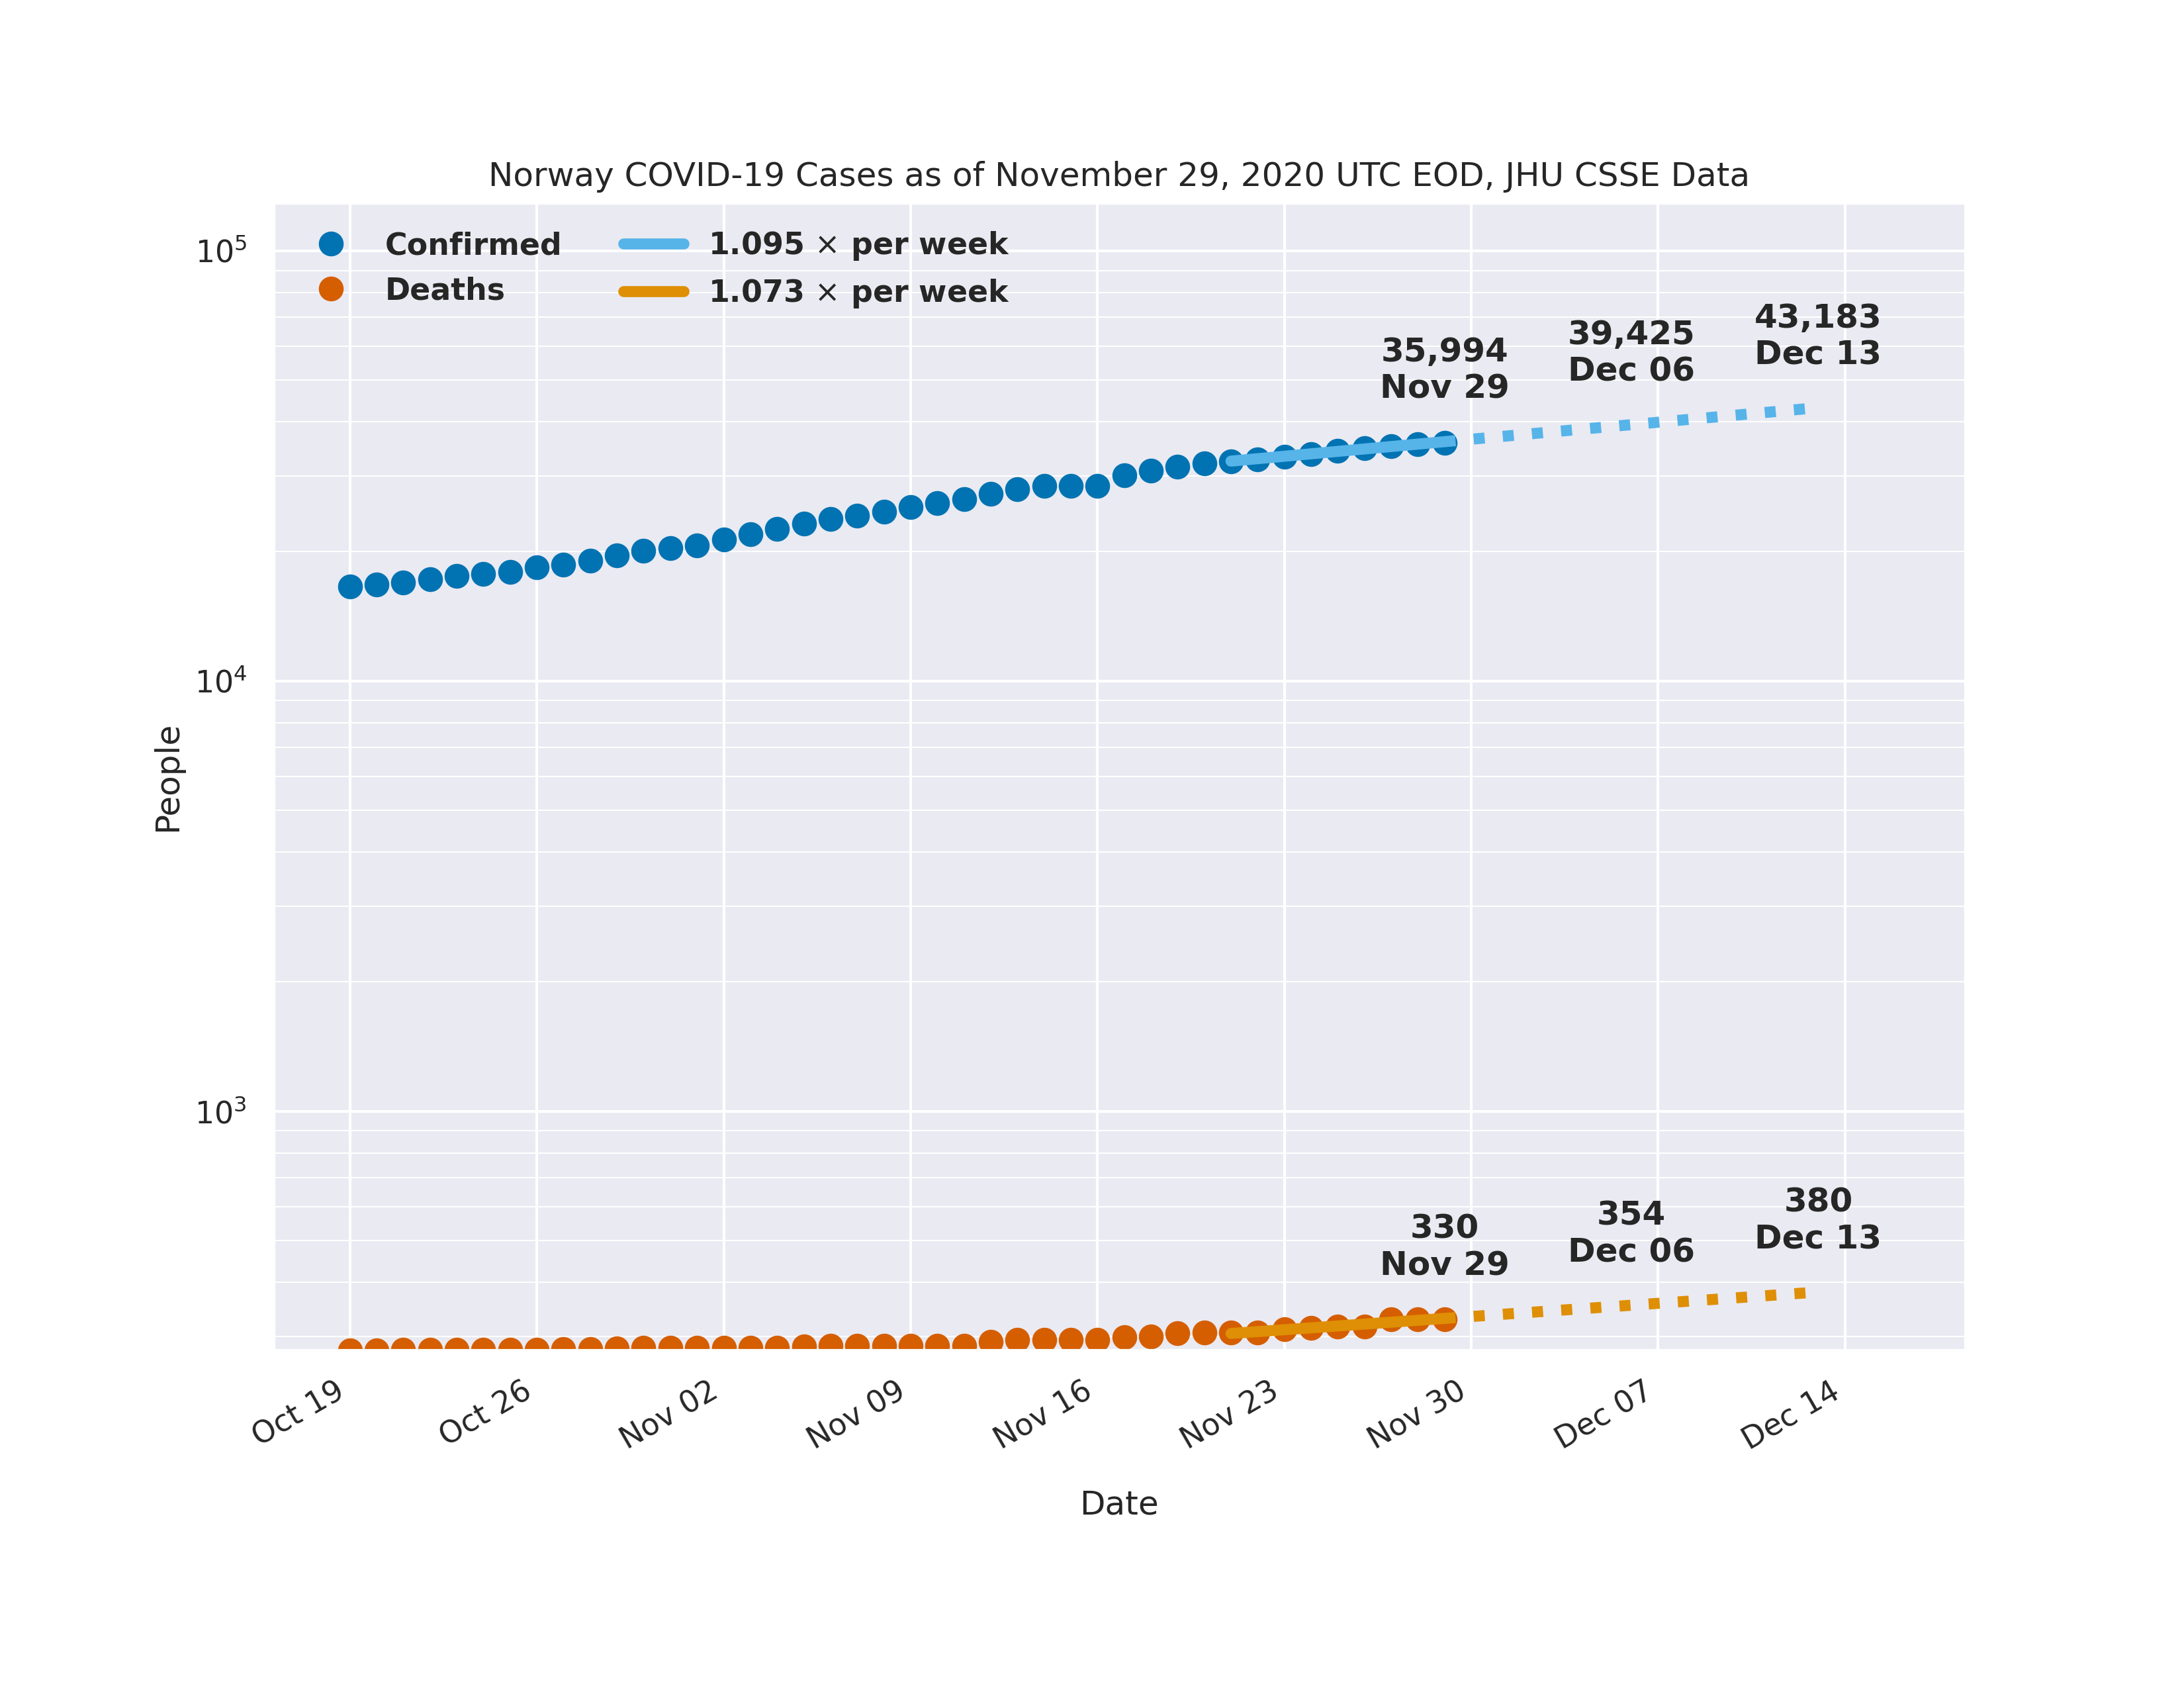 Norway COVID-19 Cases as of November 29, 2020 UTC EOD, JHU CSSE Data
Confirmed
Deaths
1.095 × per week
1.073 × per week
10⁵
10⁴
10³
People
35,994
Nov 29
39,425
Dec 06
43,183
Dec 13
330
Nov 29
354
Dec 06
380
Dec 13
Oct 19
Oct 26
Nov 02
Nov 09
Nov 16
Nov 23
Nov 30
Dec 07
Dec 14
Date